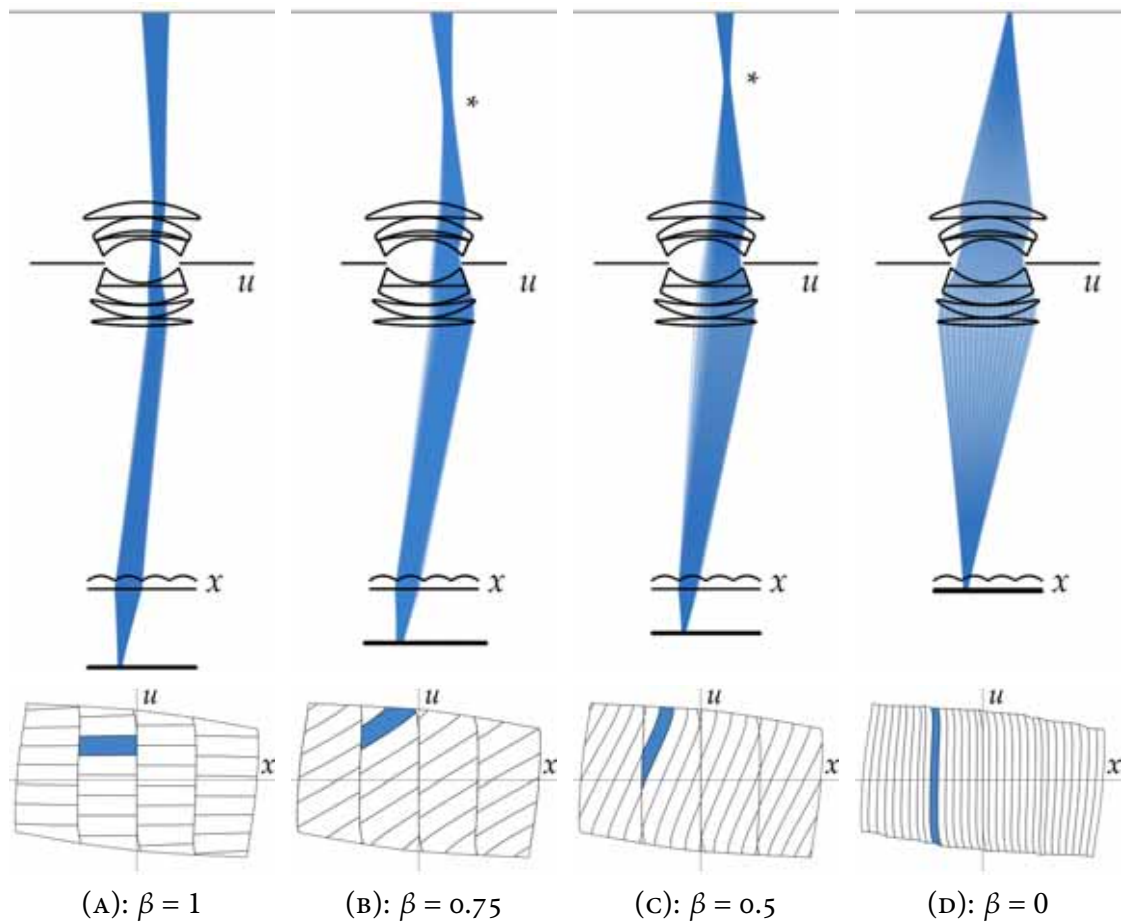 * *
u u u u
x x x x
u u u u
x x x x
(A): β = 1 (B): β = 0.75 (C): β = 0.5 (D): β = 0